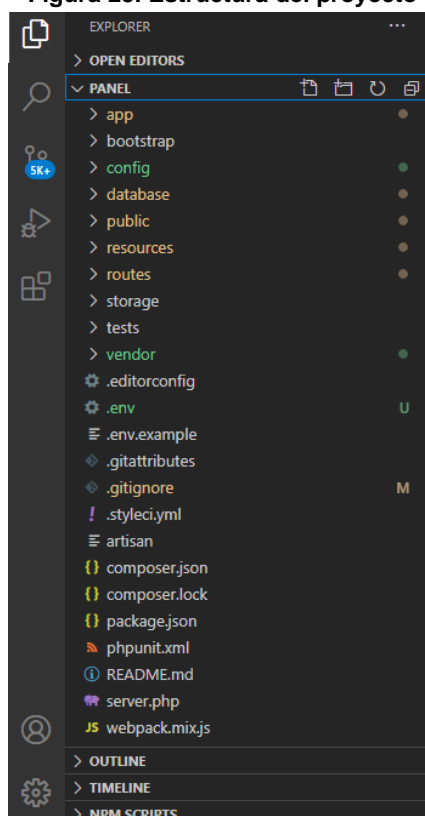 Figura 23: Estructura del proyecto
EXPLORER
OPEN EDITORS
PANEL
app
bootstrap
config
5K+
database
public
resources
routes
storage
tests
vendor
.editorconfig
.env U
.env.example
.gitattributes
.gitignore M
.styleci.yml
artisan
composer.json
composer.lock
package.json
phpunit.xml
README.md
server.php
JS webpack.mix.js
OUTLINE
TIMELINE
NPM SCRIPTS